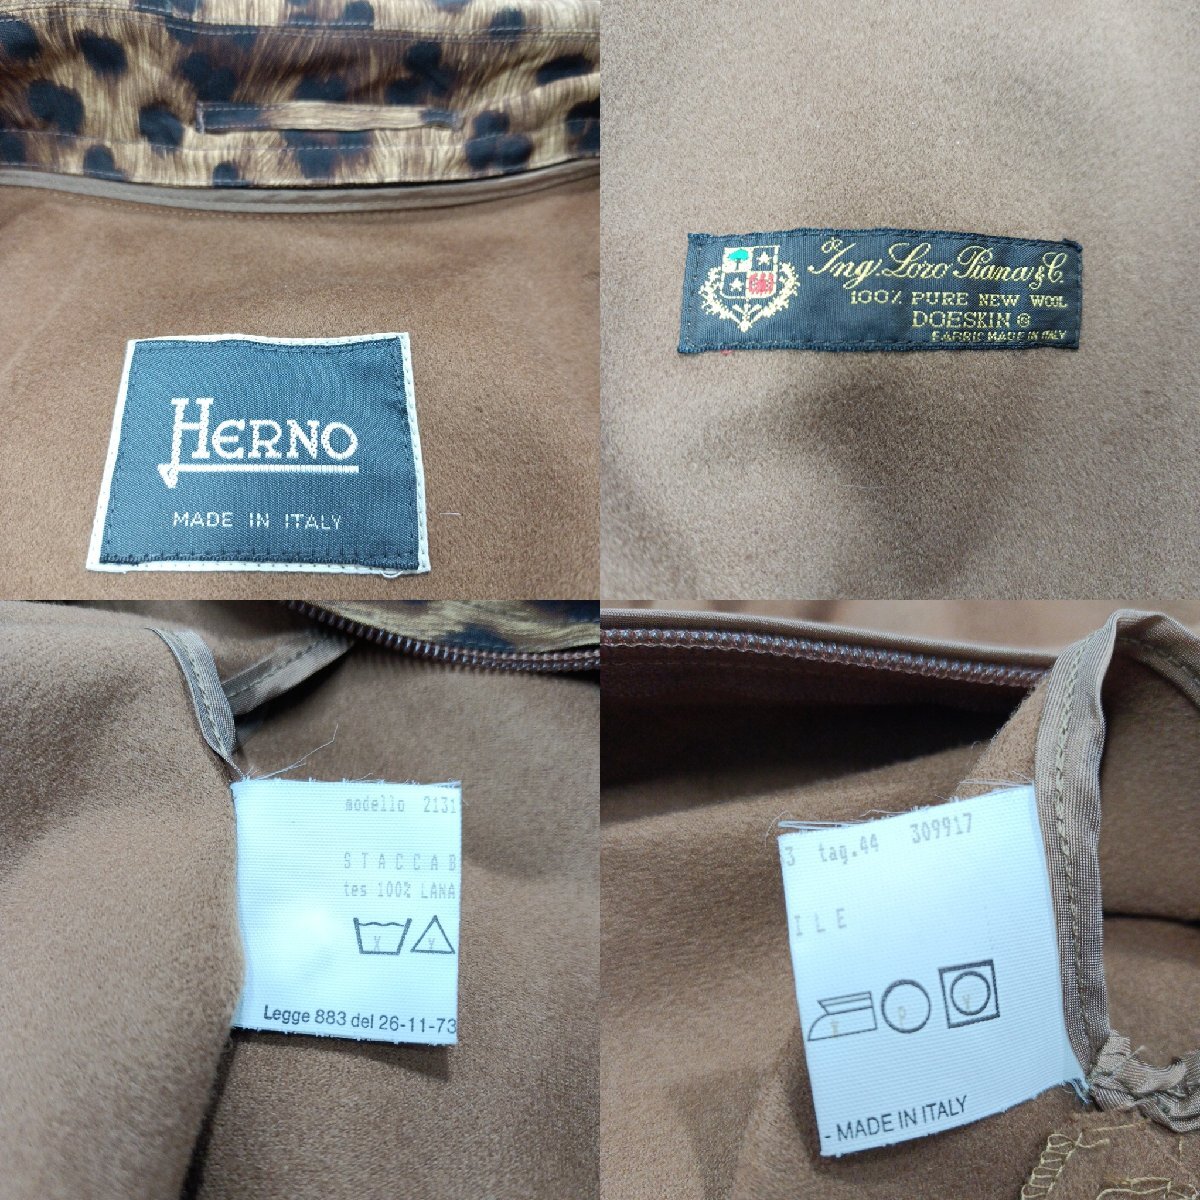 HERNO
MADE IN ITALY
Ing. Loro Piana & C.
100% PURE NEW WOOL
DOESKIN ®
FABRIC MADE IN ITALY
modello 2131
STACCAB
tes 100% LANA
X Y
Legge 883 del 26-11-73
3 tag.44 309917
ILE
Y P Y
- MADE IN ITALY